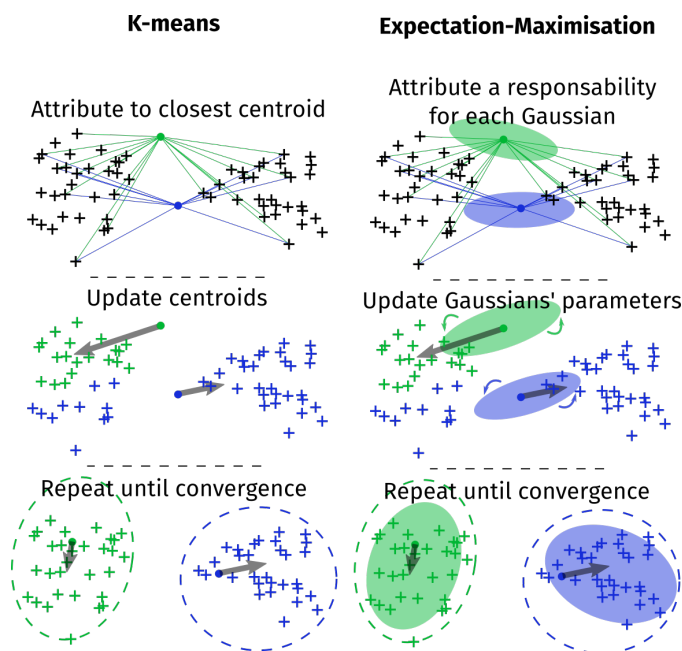 K-means
Expectation-Maximisation
Attribute to closest centroid
Attribute a responsability
for each Gaussian
Update centroids
Update Gaussians' parameters
Repeat until convergence
Repeat until convergence